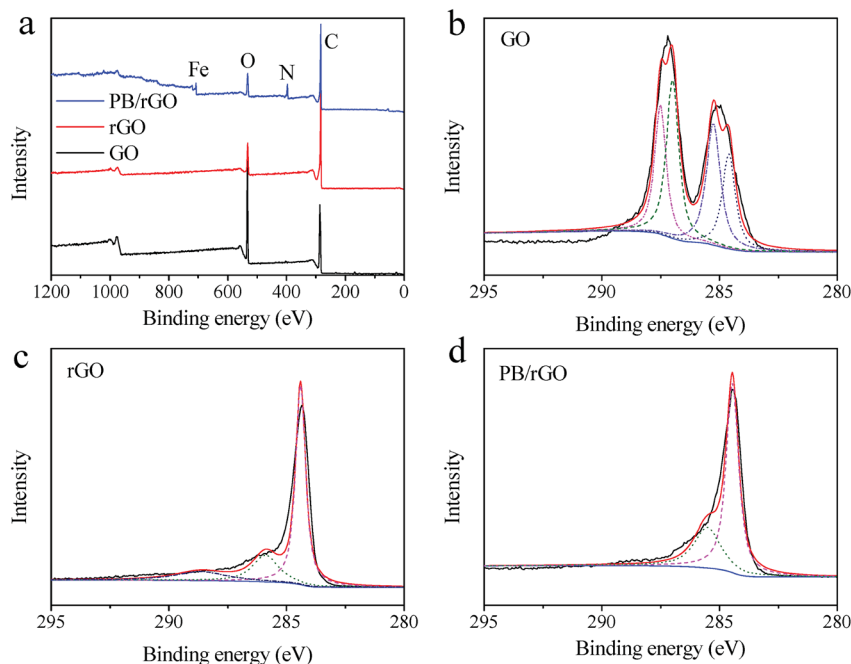 a
Fe
O
N
C
PB/rGO
rGO
GO
Intensity
1200 1000 800 600 400 200 0
Binding energy (eV)
b
GO
Intensity
295 290 285 280
Binding energy (eV)
c
rGO
Intensity
295 290 285 280
Binding energy (eV)
d
PB/rGO
Intensity
295 290 285 280
Binding energy (eV)